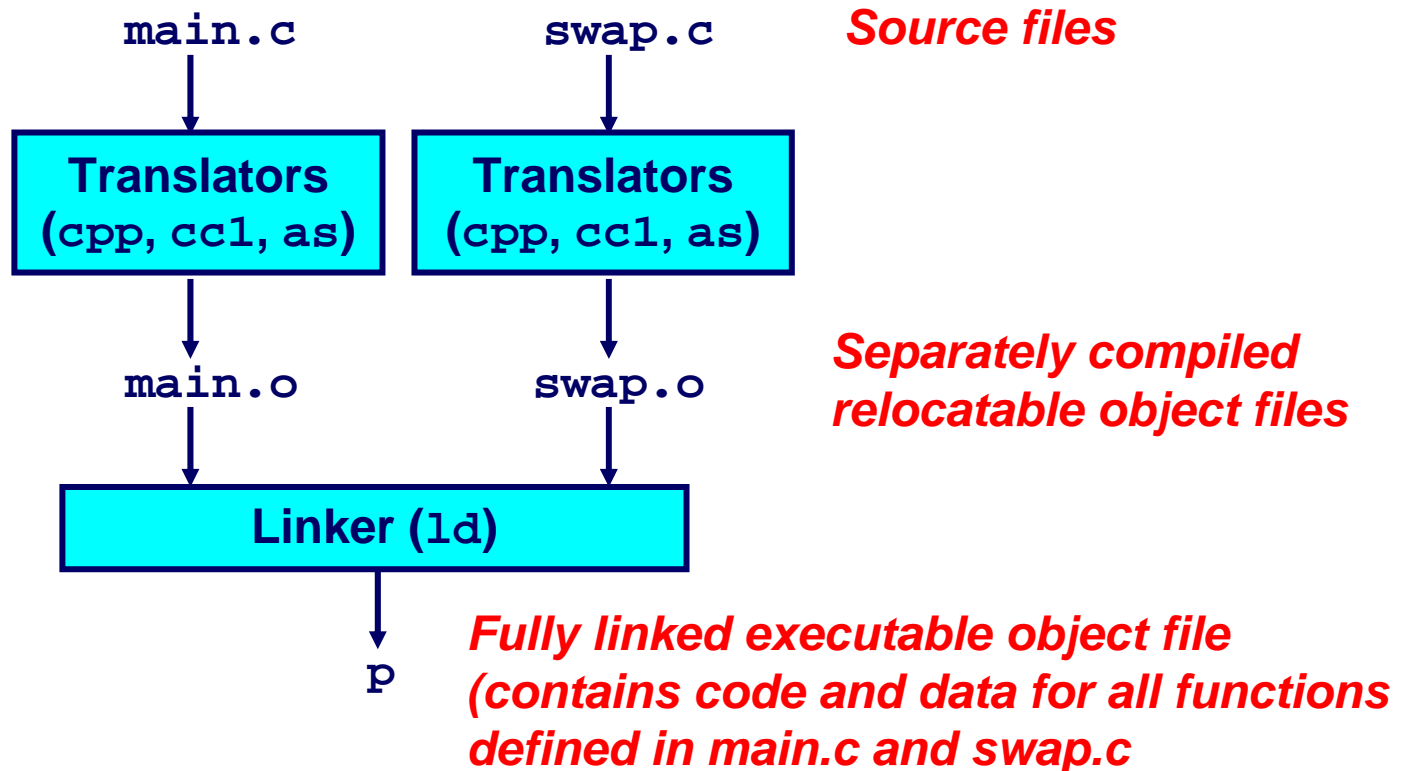 main.c swap.c Source files
Translators Translators
(cpp, cc1, as) (cpp, cc1, as)
Separately compiled
main.o swap.o
relocatable object files
Linker (ld)
Fully linked executable object file
p
(contains code and data for all functions
defined in main.c and swap.c